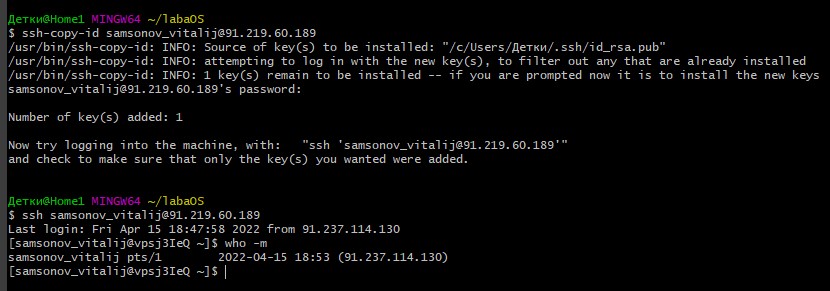 Детки@Home1 MINGW64 ~/labaOS
$ ssh-copy-id samsonov_vitalij@91.219.60.189
/usr/bin/ssh-copy-id: INFO: Source of key(s) to be installed: "/c/Users/Детки/.ssh/id_rsa.pub"
/usr/bin/ssh-copy-id: INFO: attempting to log in with the new key(s), to filter out any that are already installed
/usr/bin/ssh-copy-id: INFO: 1 key(s) remain to be installed -- if you are prompted now it is to install the new keys
samsonov_vitalij@91.219.60.189's password:
Number of key(s) added: 1
Now try logging into the machine, with:   "ssh 'samsonov_vitalij@91.219.60.189'"
and check to make sure that only the key(s) you wanted were added.
Детки@Home1 MINGW64 ~/labaOS
$ ssh samsonov_vitalij@91.219.60.189
Last login: Fri Apr 15 18:47:58 2022 from 91.237.114.130
[samsonov_vitalij@vpsj3IeQ ~]$ who -m
samsonov_vitalij pts/1        2022-04-15 18:53 (91.237.114.130)
[samsonov_vitalij@vpsj3IeQ ~]$